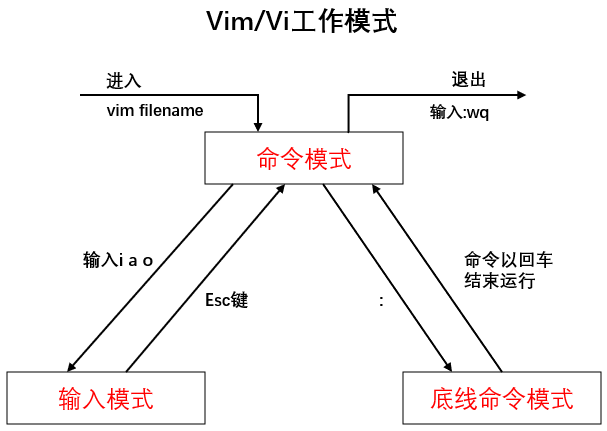 Vim/Vi工作模式
进入
vim filename
退出
输入:wq
命令模式
输入i a o
Esc键
:
命令以回车
结束运行
输入模式
底线命令模式